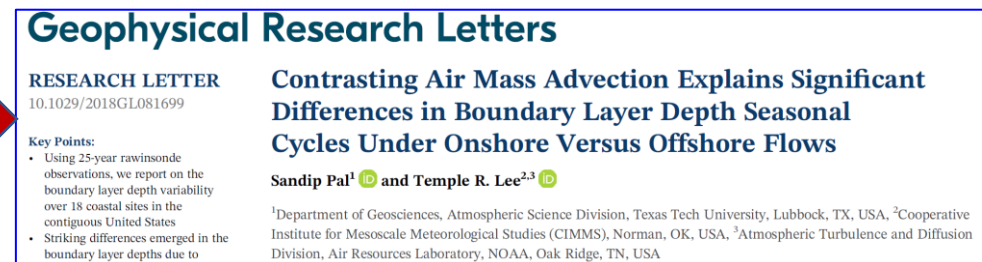 Geophysical Research Letters
RESEARCH LETTER
10.1029/2018GL081699
Key Points:
• Using 25-year rawinsonde
observations, we report on the
boundary layer depth variability
over 18 coastal sites in the
contiguous United States
• Striking differences emerged in the
boundary layer depths due to
Contrasting Air Mass Advection Explains Significant
Differences in Boundary Layer Depth Seasonal
Cycles Under Onshore Versus Offshore Flows
Sandip Pal1 iD and Temple R. Lee2,3 iD
1Department of Geosciences, Atmospheric Science Division, Texas Tech University, Lubbock, TX, USA, 2Cooperative
Institute for Mesoscale Meteorological Studies (CIMMS), Norman, OK, USA, 3Atmospheric Turbulence and Diffusion
Division, Air Resources Laboratory, NOAA, Oak Ridge, TN, USA